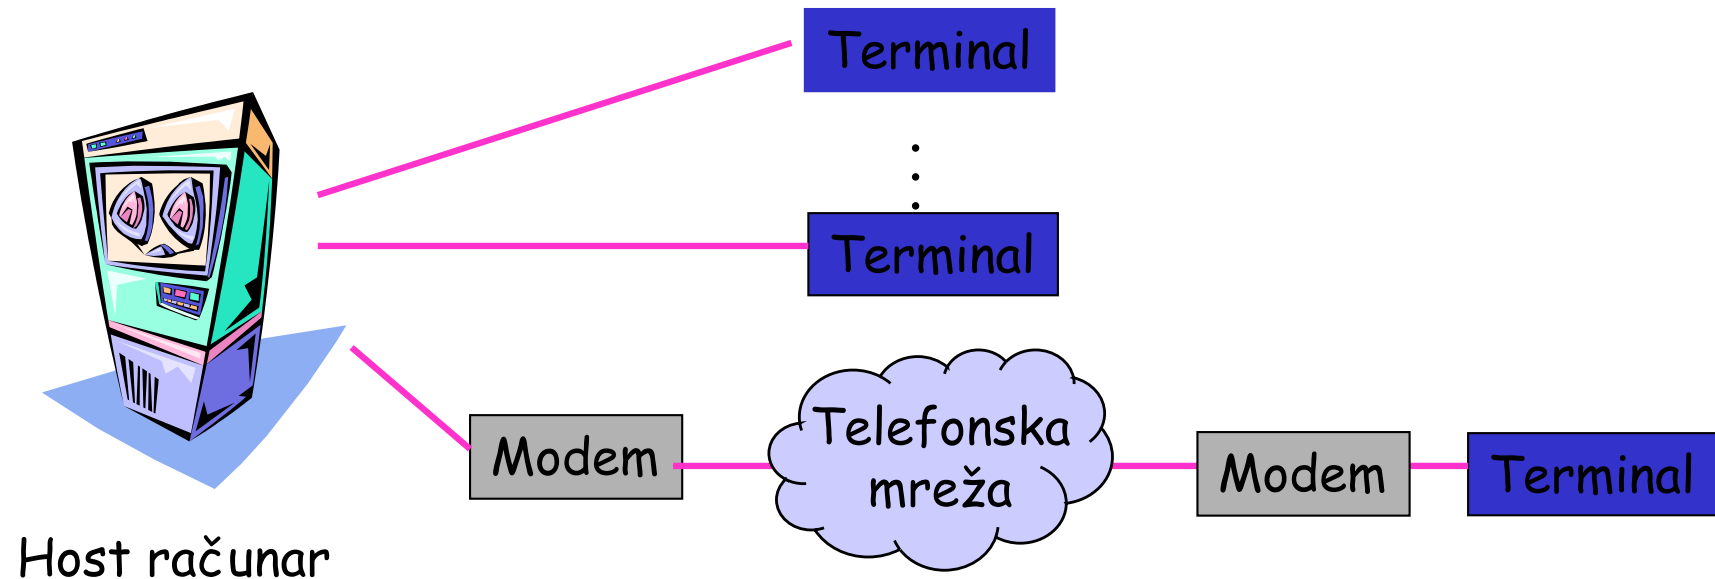 Terminal
Terminal
Telefonska
mreža
Modem
Modem
Terminal
Host računar